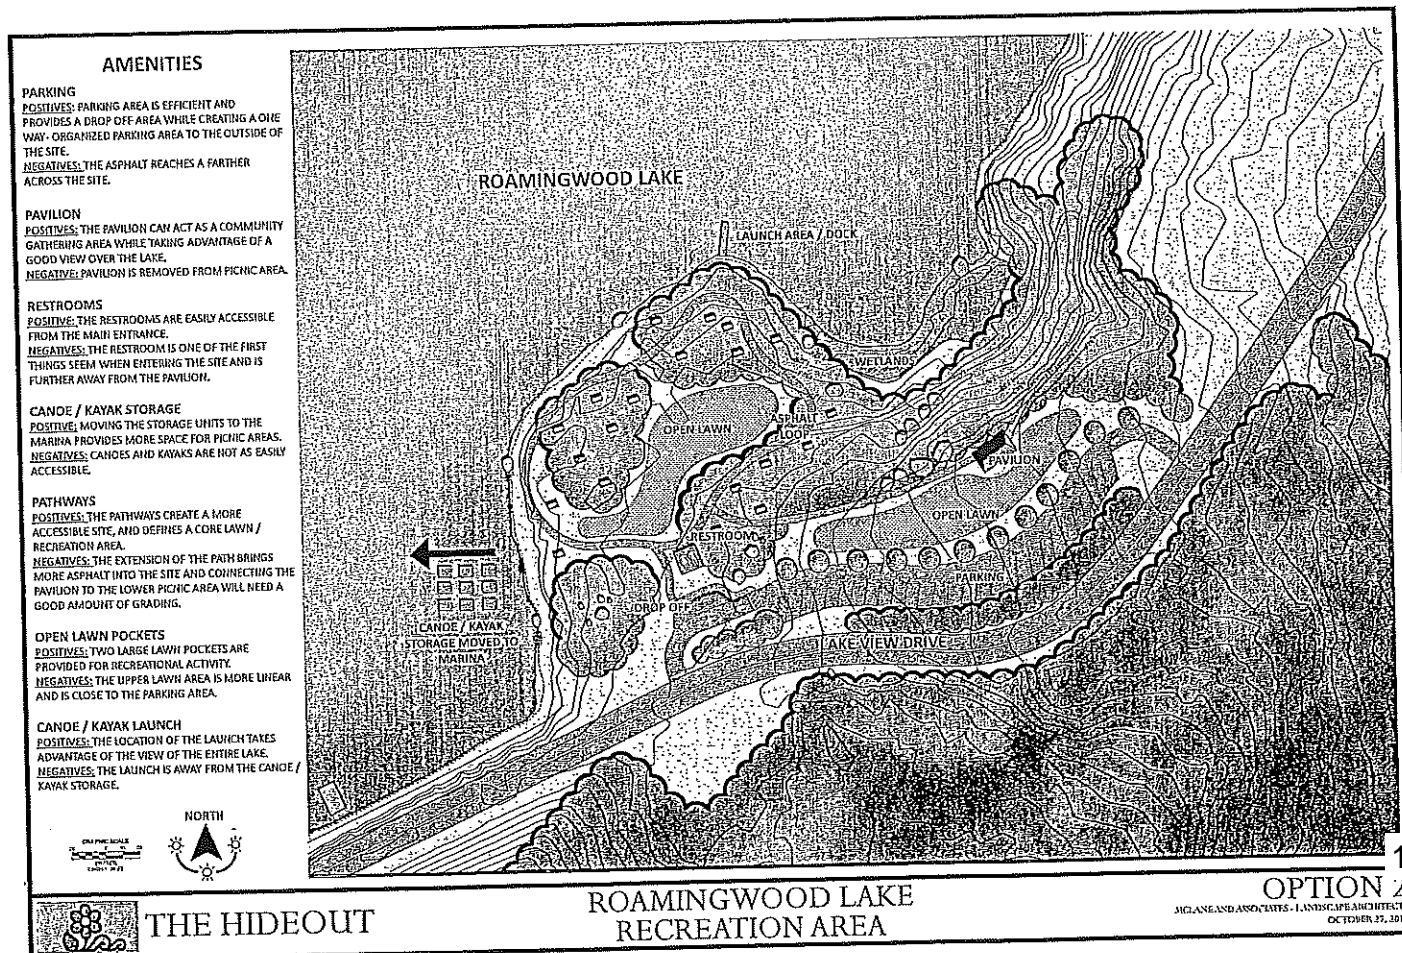 AMENITIES
PARKING
POSITIVES: PARKING AREA IS EFFICIENT AND
PROVIDES A DROP OFF AREA WHILE CREATING A ONE
WAY- ORGANIZED PARKING AREA TO THE OUTSIDE OF
THE SITE.
NEGATIVES: THE ASPHALT REACHES A FARTHER
ACROSS THE SITE.
PAVILION
POSITIVES: THE PAVILION CAN ACT AS A COMMUNITY
GATHERING AREA WHILE TAKING ADVANTAGE OF A
GOOD VIEW OVER THE LAKE.
NEGATIVE: PAVILION IS REMOVED FROM PICNIC AREA.
RESTROOMS
POSITIVE: THE RESTROOMS ARE EASILY ACCESSIBLE
FROM THE MAIN ENTRANCE.
NEGATIVES: THE RESTROOM IS ONE OF THE FIRST
THINGS SEEM WHEN ENTERING THE SITE AND IS
FURTHER AWAY FROM THE PAVILION.
CANOE / KAYAK STORAGE
POSITIVE: MOVING THE STORAGE UNITS TO THE
MARINA PROVIDES MORE SPACE FOR PICNIC AREAS.
NEGATIVES: CANOES AND KAYAKS ARE NOT AS EASILY
ACCESSIBLE.
PATHWAYS
POSITIVES: THE PATHWAYS CREATE A MORE
ACCESSIBLE SITE, AND DEFINES A CORE LAWN /
RECREATION AREA.
NEGATIVES: THE EXTENSION OF THE PATH BRINGS
MORE ASPHALT INTO THE SITE AND CONNECTING THE
PAVILION TO THE LOWER PICNIC AREA WILL NEED A
GOOD AMOUNT OF GRADING.
OPEN LAWN POCKETS
POSITIVES: TWO LARGE LAWN POCKETS ARE
PROVIDED FOR RECREATIONAL ACTIVITY.
NEGATIVES: THE UPPER LAWN AREA IS MORE LINEAR
AND IS CLOSE TO THE PARKING AREA.
CANOE / KAYAK LAUNCH
POSITIVES: THE LOCATION OF THE LAUNCH TAKES
ADVANTAGE OF THE VIEW OF THE ENTIRE LAKE.
NEGATIVES: THE LAUNCH IS AWAY FROM THE CANOE /
KAYAK STORAGE.
GRAPHIC SCALE
NORTH
ROAMINGWOOD LAKE
LAUNCH AREA / DOCK
WETLANDS
OPEN LAWN
ASPHALT
LOOP
PAVILION
OPEN LAWN
RESTROOM
PARKING
DROP OFF
CANOE / KAYAK
STORAGE MOVED TO
MARINA
LAKE VIEW DRIVE
1
THE HIDEOUT
ROAMINGWOOD LAKE
RECREATION AREA
OPTION 2
MCLANE AND ASSOCIATES - LANDSCAPE ARCHITECT
OCTOBER 27, 201